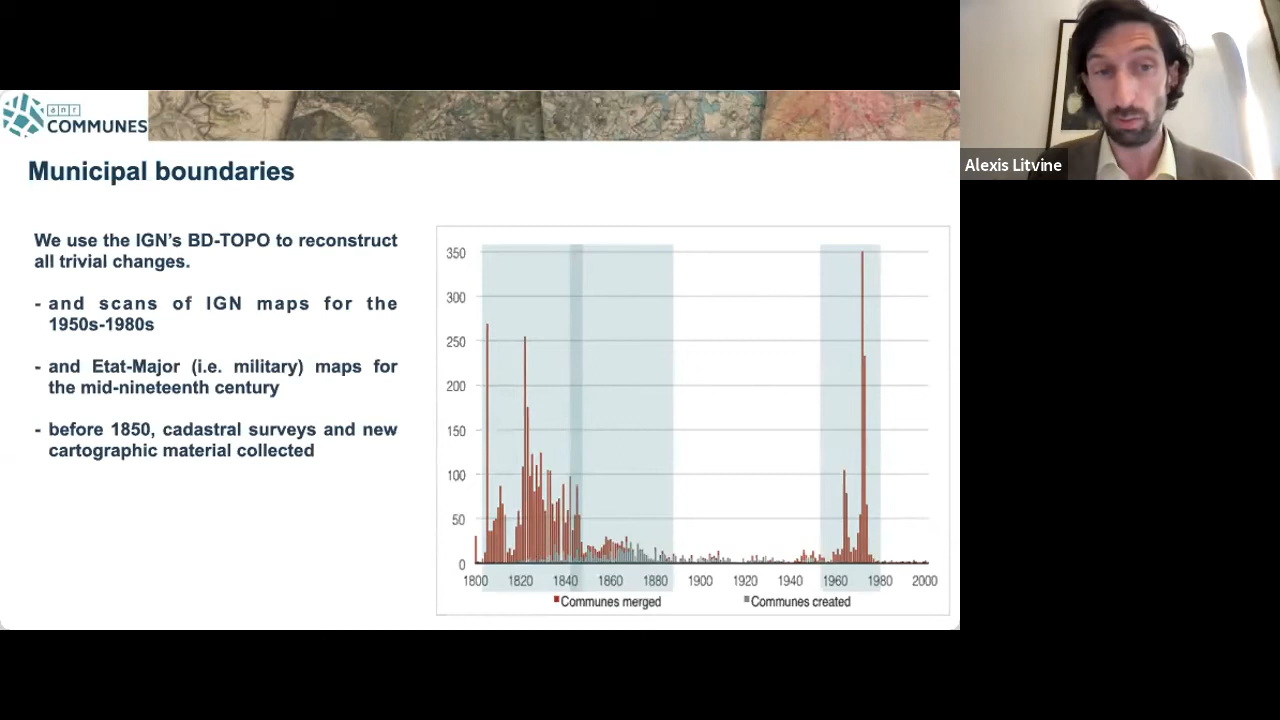 anr
COMMUNES
Municipal boundaries
We use the IGN's BD-TOPO to reconstruct
all trivial changes.
- and scans of IGN maps for the
1950s-1980s
- and Etat-Major (i.e. military) maps for
the mid-nineteenth century
- before 1850, cadastral surveys and new
cartographic material collected
350
300
250
200
150
100
50
0
1800 1820 1840 1860 1880 1900 1920 1940 1960 1980 2000
Communes merged Communes created
Alexis Litvine